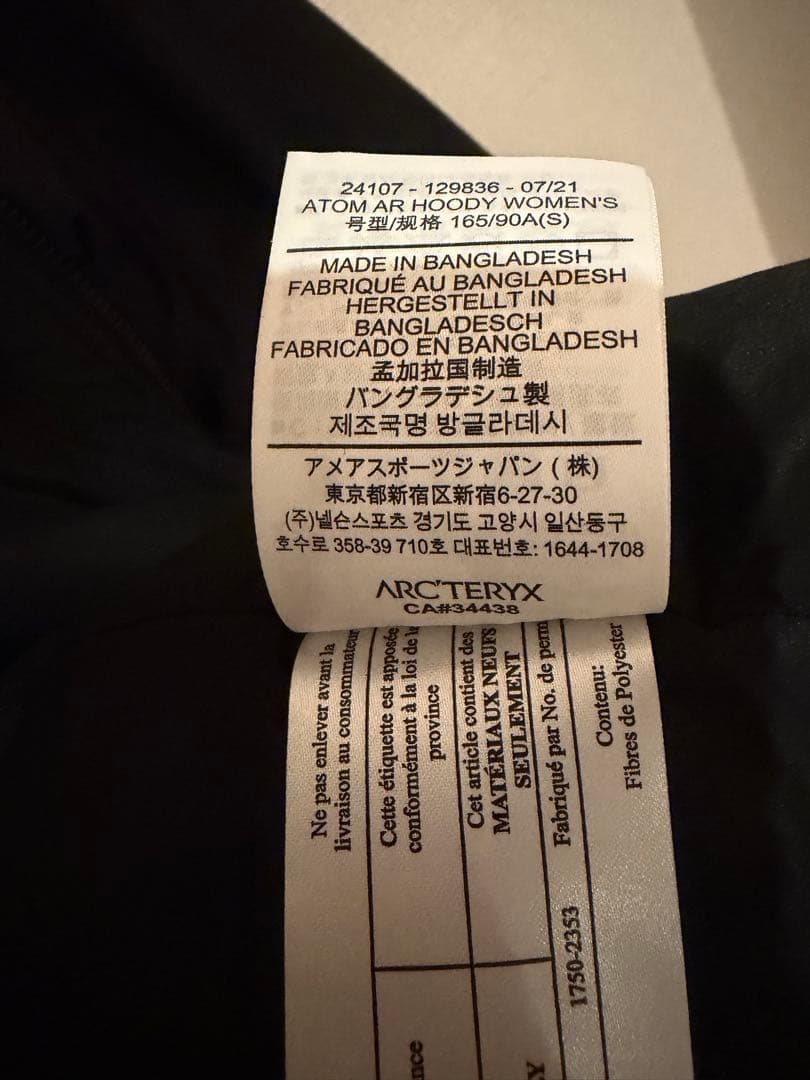 24107 - 129836 - 07/21
ATOM AR HOODY WOMEN'S
号型/规格 165/90A(S)
MADE IN BANGLADESH
FABRIQUÉ AU BANGLADESH
HERGESTELLT IN
BANGLADESCH
FABRICADO EN BANGLADESH
孟加拉国制造
バングラデシュ製
제조국명 방글라데시
アメアスポーツジャパン (株)
東京都新宿区新宿6-27-30
(주)넬슨스포츠 경기도 고양시 일산동구
호수로 358-39 710호 대표번호: 1644-1708
ARC'TERYX
CA#34438
Ne pas enlever avant la
livraison au consommateur
Cette étiquette est apposée
conformément à la loi de la
province
Cet article contient des
MATÉRIAUX NEUFS
SEULEMENT
Fabriqué par No. de perm
1750-2353
Contenu:
Fibres de Polyester